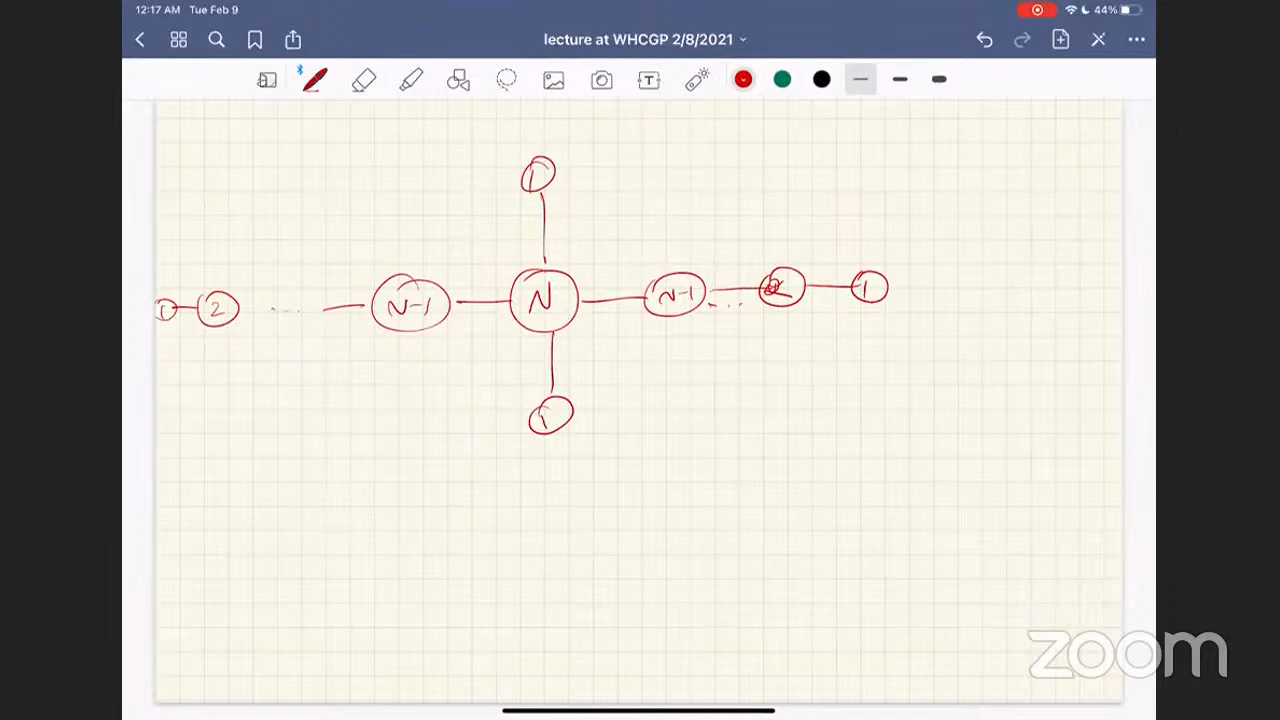 12:17 AM Tue Feb 9
44%
lecture at WHCGP 2/8/2021
T
1
1 2 ... N-1 N N-1 ... 2 1
1
zoom